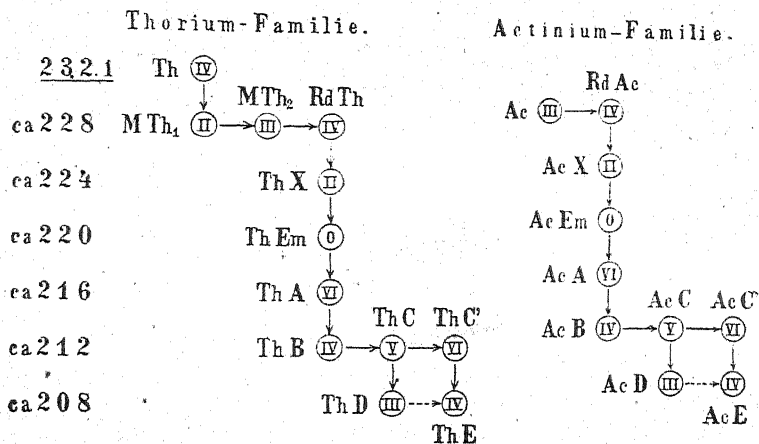 Thorium-Familie.
Actinium-Familie.
232.1 Th IV
MTh₂ RdTh
ca 228 MTh₁ II III IV
ca 224 ThX II
ca 220 ThEm 0
ca 216 ThA VI
ThC ThC'
ca 212 ThB IV V VI
ca 208 ThD III IV
ThE
RdAc
Ac III IV
AcX II
AcEm 0
AcA VI
AcC AcC'
AcB IV V VI
AcD III IV
AcE